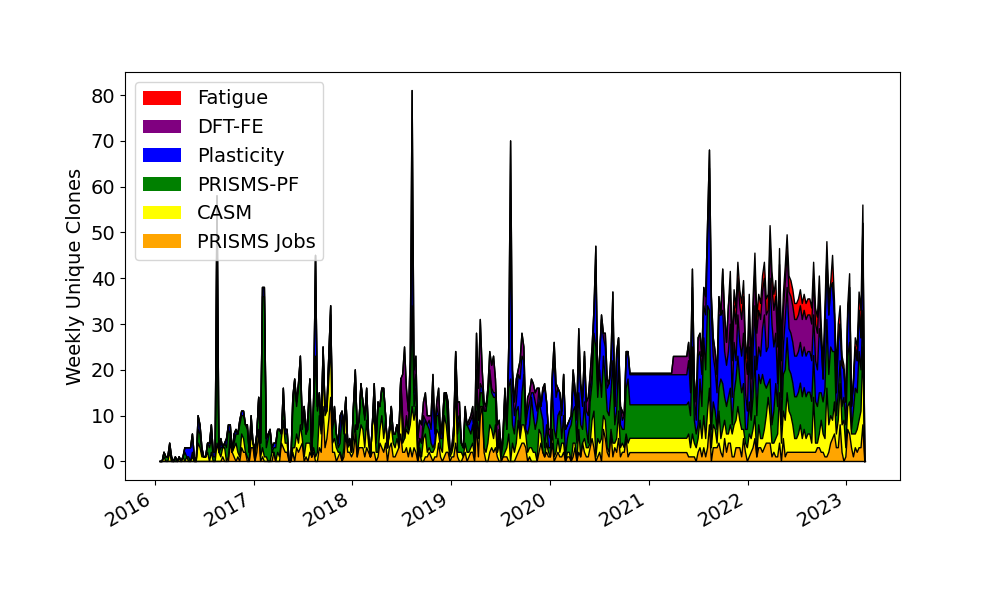 Weekly Unique Clones
80
70
60
50
40
30
20
10
0
Fatigue
DFT-FE
Plasticity
PRISMS-PF
CASM
PRISMS Jobs
2016
2017
2018
2019
2020
2021
2022
2023